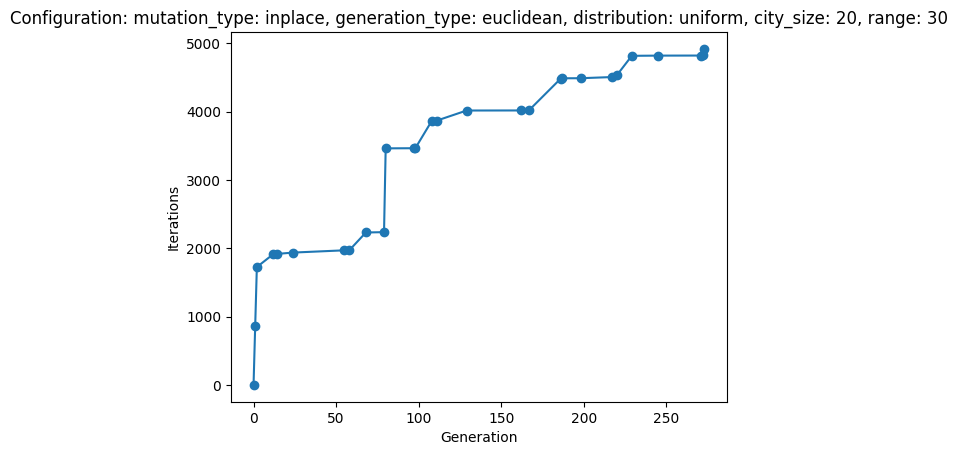 Configuration: mutation_type: inplace, generation_type: euclidean, distribution: uniform, city_size: 20, range: 30
5000
4000
3000
2000
1000
0
Iterations
0 50 100 150 200 250
Generation